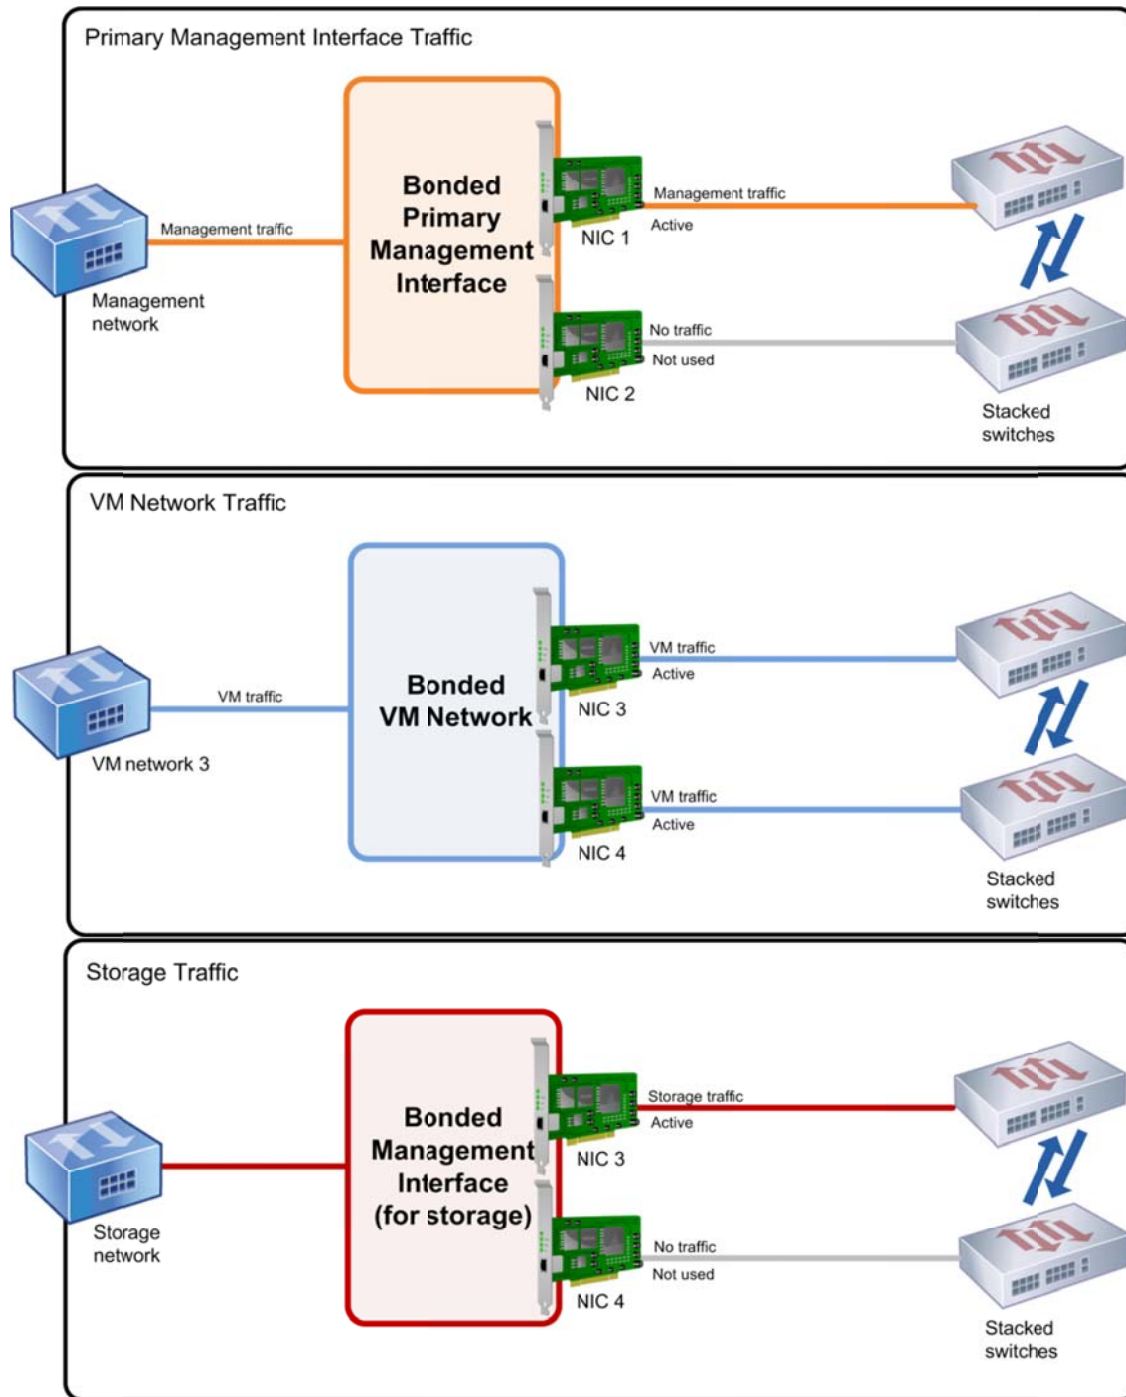 Primary Management Interface Traffic
Bonded
Primary
Management
Interface
Management traffic
Management
network
NIC 1
Management traffic
Active
NIC 2
No traffic
Not used
Stacked
switches
VM Network Traffic
Bonded
VM Network
VM traffic
VM network 3
NIC 3
VM traffic
Active
NIC 4
VM traffic
Active
Stacked
switches
Storage Traffic
Bonded
Management
Interface
(for storage)
Storage
network
NIC 3
Storage traffic
Active
NIC 4
No traffic
Not used
Stacked
switches